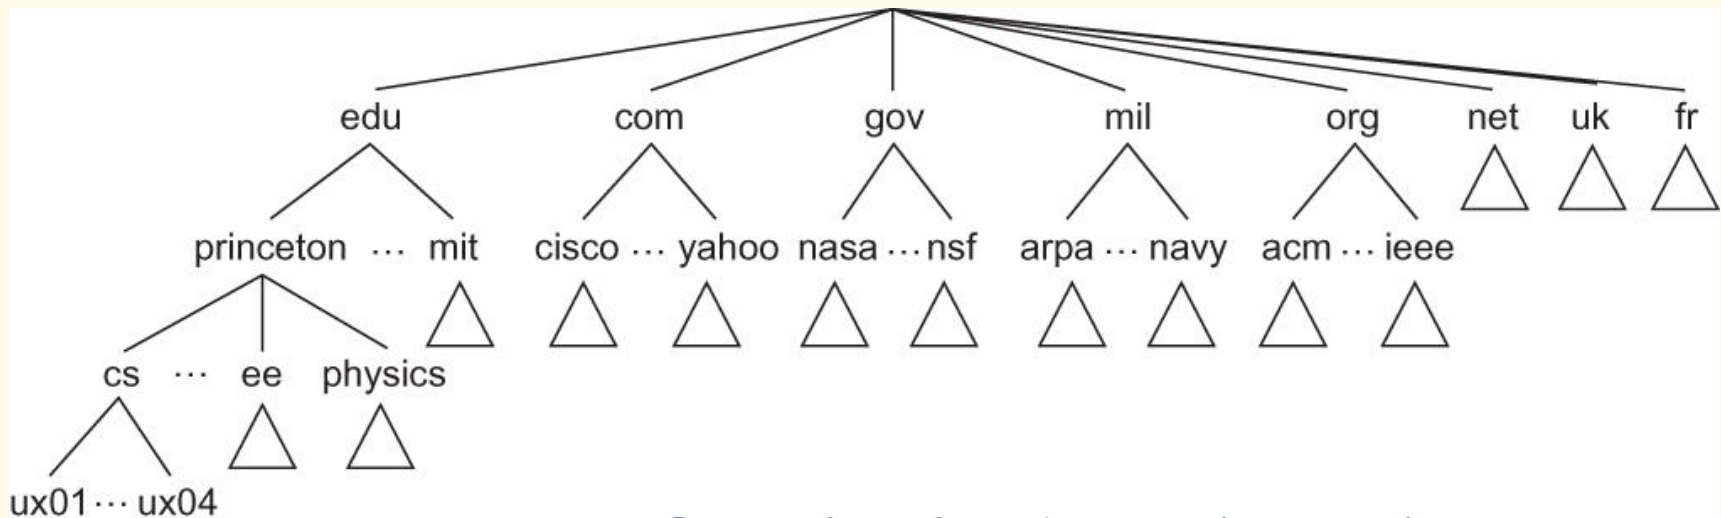 edu com gov mil org net uk fr
princeton ... mit cisco ... yahoo nasa ... nsf arpa ... navy acm ... ieee
cs ... ee physics
ux01 ... ux04